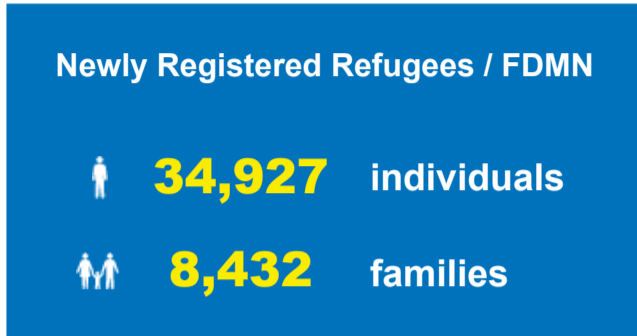 Newly Registered Refugees / FDMN
34,927 individuals
8,432 families